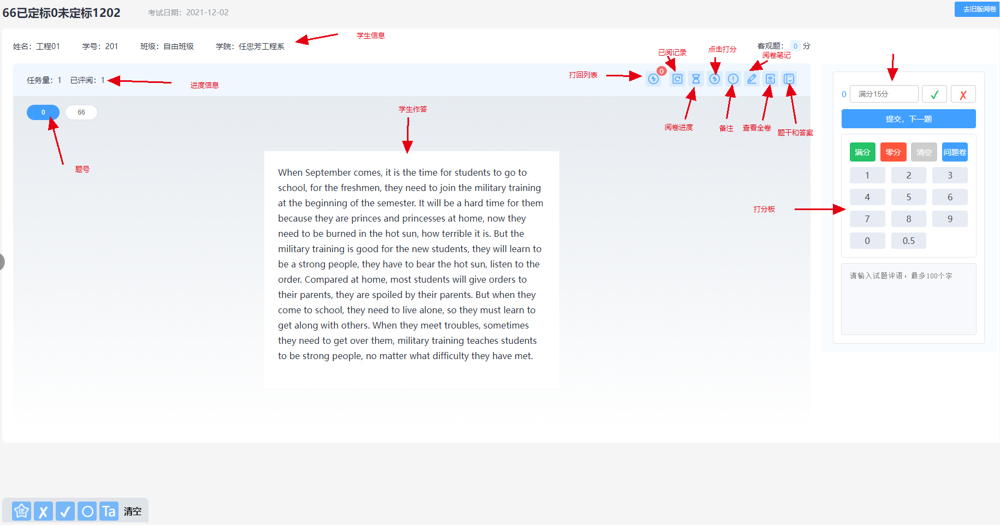 66已定标0未定标1202
考试日期：2021-12-02
去旧版阅卷
姓名：工程01 学号：201 班级：自由班级 学院：任忠芳工程系
学生信息
客观题： 0 分
已阅记录
点击打分
阅卷笔记
任务量：1 已评阅：1
进度信息
打回列表
0
0 66
题号
学生作答
阅卷进度
备注
查看全卷
题干和答案
When September comes, it is the time for students to go to
school, for the freshmen, they need to join the military training
at the beginning of the semester. It will be a hard time for them
because they are princes and princesses at home, now they
need to be burned in the hot sun, how terrible it is. But the
military training is good for the new students, they will learn to
be a strong people, they have to bear the hot sun, listen to the
order. Compared at home, most students will give orders to
their parents, they are spoiled by their parents. But when they
come to school, they need to live alone, so they must learn to
get along with others. When they meet troubles, sometimes
they need to get over them, military training teaches students
to be strong people, no matter what difficulty they have met.
0 满分15分
提交，下一题
满分 零分 清空 问题卷
1 2 3
4 5 6
7 8 9
0 0.5
打分板
请输入试题评语，最多100个字
优 Ta 清空